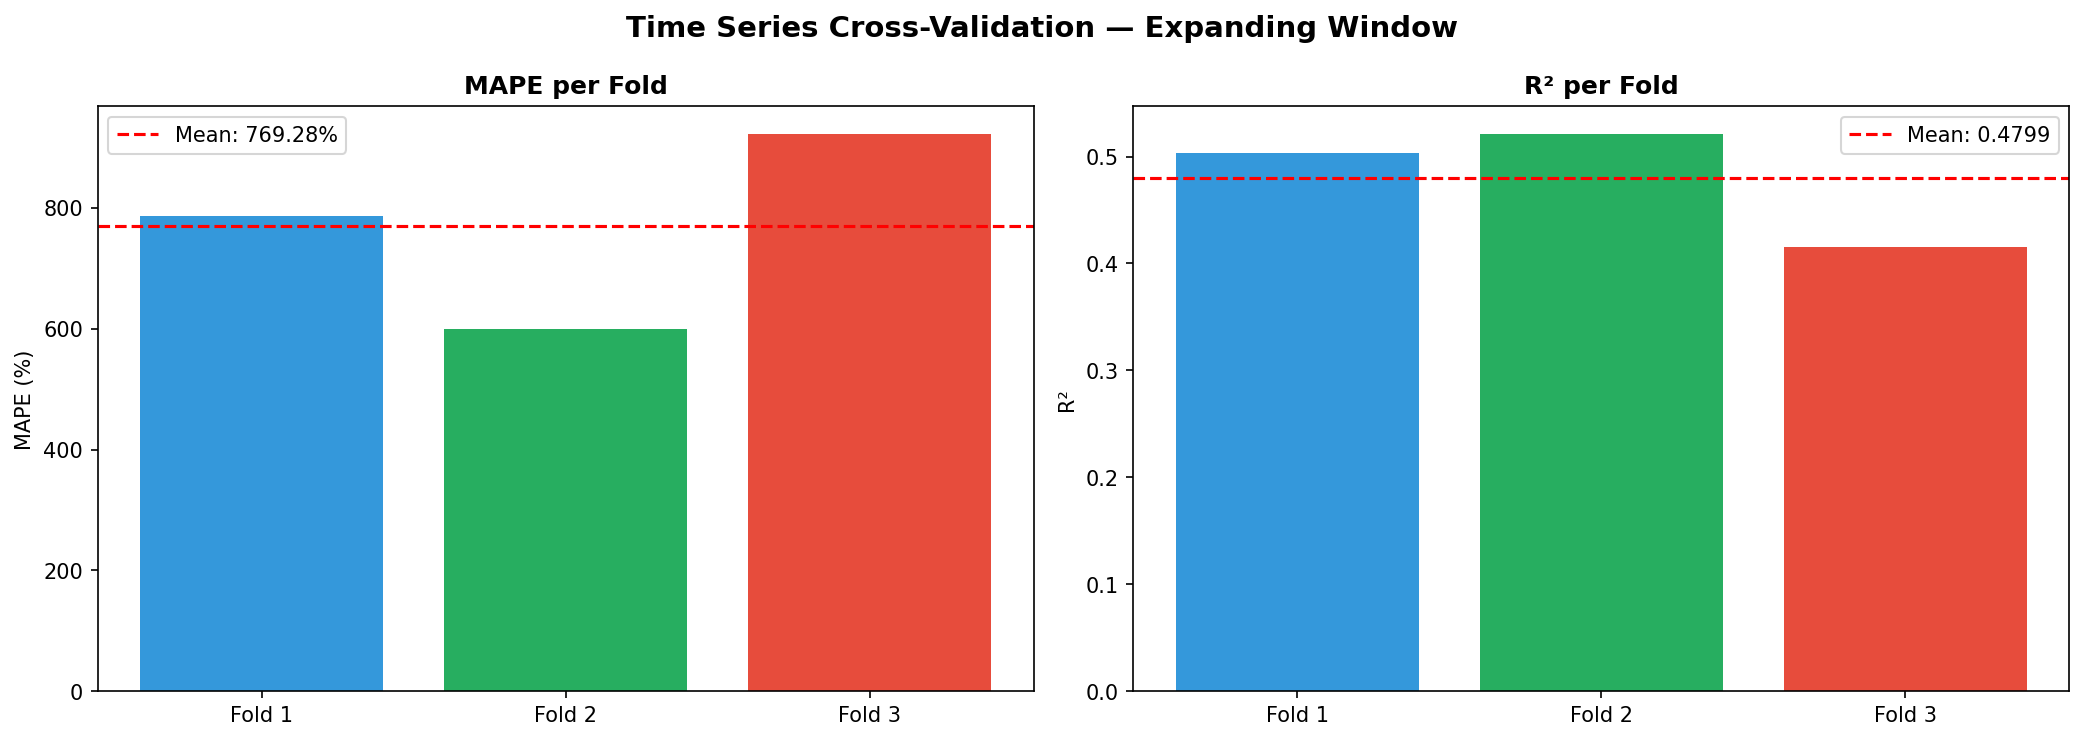 Time Series Cross-Validation — Expanding Window
MAPE per Fold
Mean: 769.28%
MAPE (%)
800
600
400
200
0
Fold 1
Fold 2
Fold 3
R² per Fold
Mean: 0.4799
R²
0.5
0.4
0.3
0.2
0.1
0.0
Fold 1
Fold 2
Fold 3